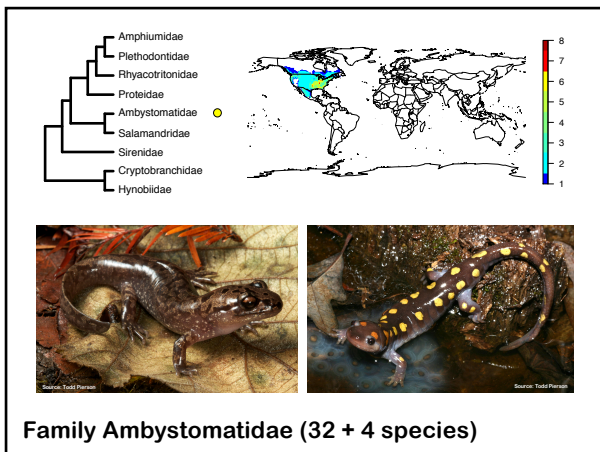 Amphiumidae
Plethodontidae
Rhyacotritonidae
Proteidae
Ambystomatidae
Salamandridae
Sirenidae
Cryptobranchidae
Hynobiidae
8
7
6
5
4
3
2
1
Source: Todd Pierson
Source: Todd Pierson
Family Ambystomatidae (32 + 4 species)